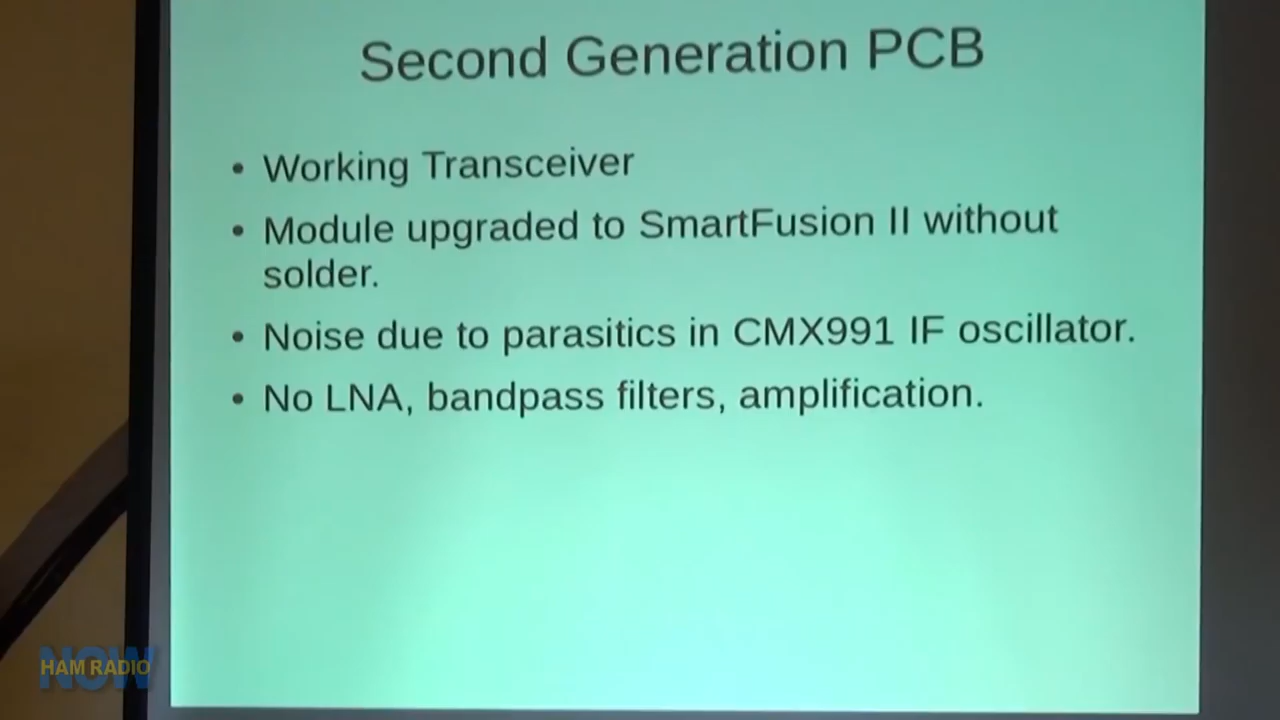 Second Generation PCB
• Working Transceiver
• Module upgraded to SmartFusion II without
solder.
• Noise due to parasitics in CMX991 IF oscillator.
• No LNA, bandpass filters, amplification.
HAM RADIO
NOW